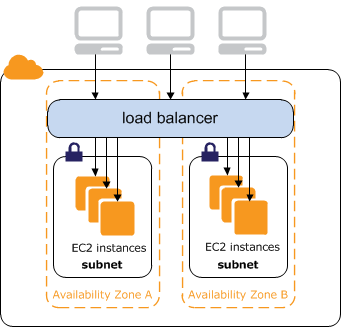 load balancer
EC2 instances
subnet
EC2 instances
subnet
Availability Zone A
Availability Zone B